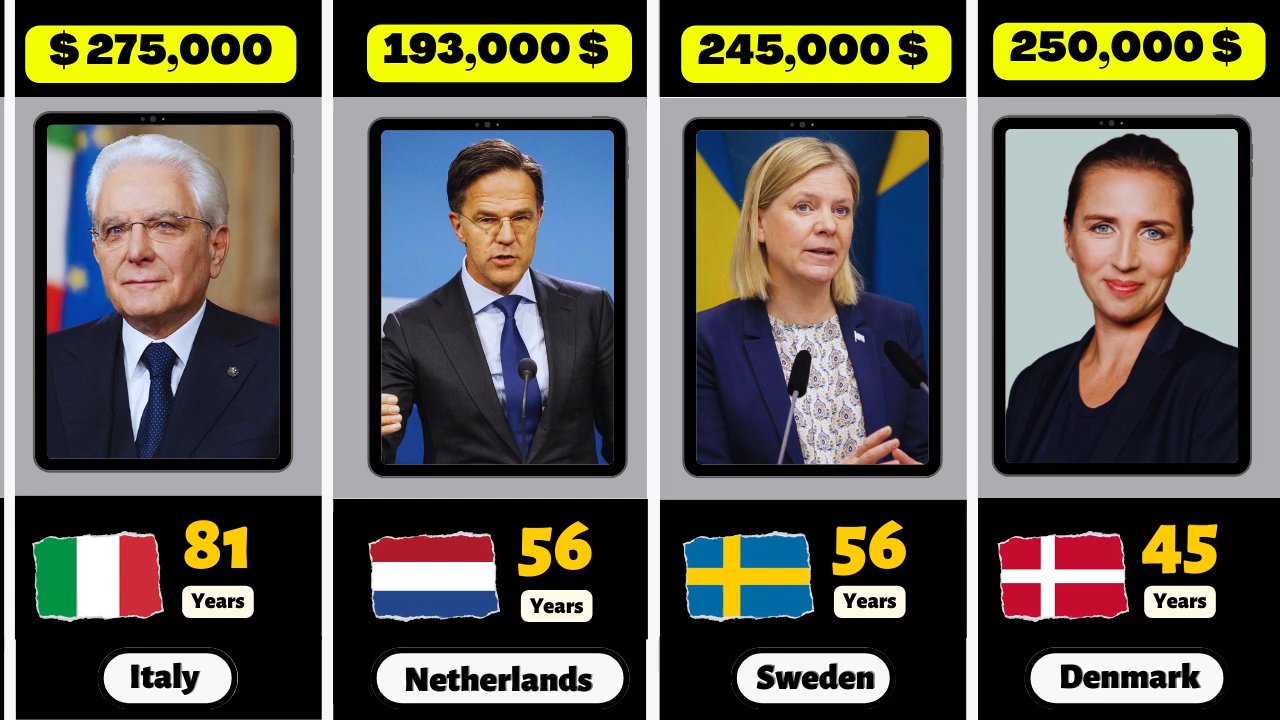 $ 275,000
81
Years
Italy
193,000 $
56
Years
Netherlands
245,000 $
56
Years
Sweden
250,000 $
45
Years
Denmark